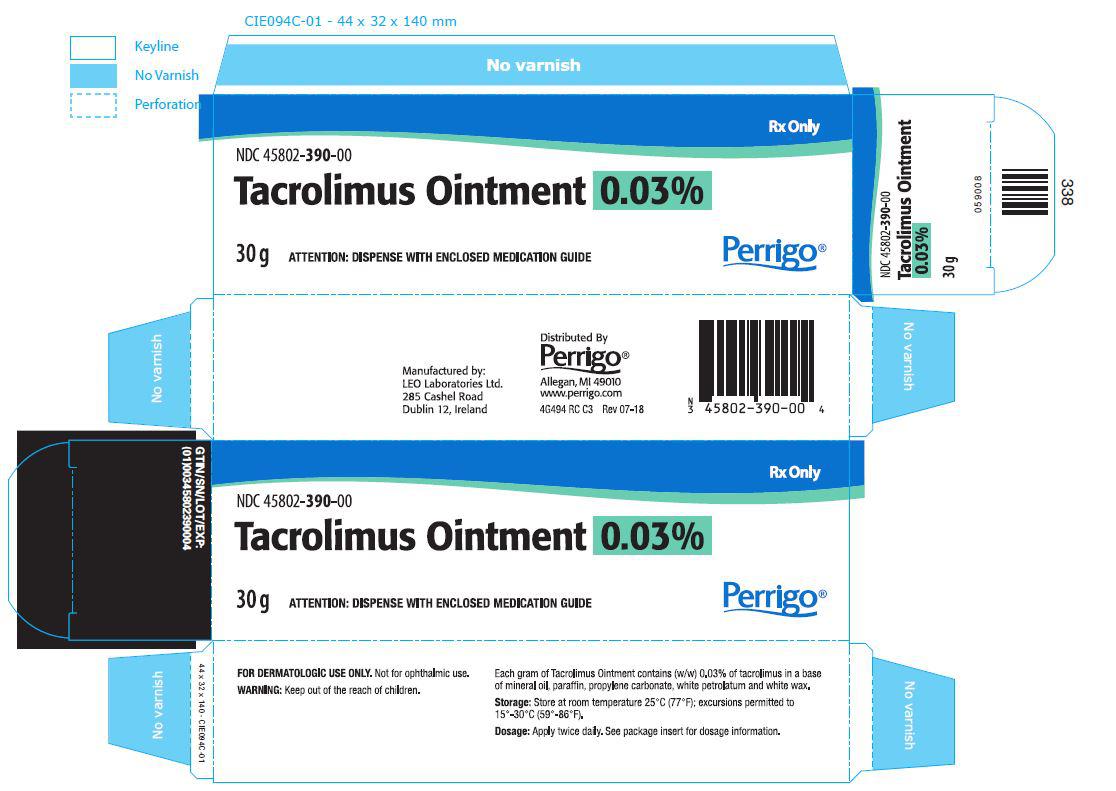 CIE094C-01 - 44 x 32 x 140 mm
Keyline
No Varnish
Perforation
No varnish
Rx Only
NDC 45802-390-00
Tacrolimus Ointment 0.03%
30 g ATTENTION: DISPENSE WITH ENCLOSED MEDICATION GUIDE
Perrigo®
NDC 45802-390-00
Tacrolimus Ointment
0.03%
30 g
059008
338
No varnish
Manufactured by:
LEO Laboratories Ltd.
285 Cashel Road
Dublin 12, Ireland
Distributed By
Perrigo®
Allegan, MI 49010
www.perrigo.com
4G494 RC C3 Rev 07-18
N
3 45802-390-00 4
No varnish
GTIN/SN/LOT/EXP:
(01)00345802390004
Rx Only
NDC 45802-390-00
Tacrolimus Ointment 0.03%
30 g ATTENTION: DISPENSE WITH ENCLOSED MEDICATION GUIDE
Perrigo®
No varnish
44 x 32 x 140 - CIE094C-01
FOR DERMATOLOGIC USE ONLY. Not for ophthalmic use.
WARNING: Keep out of the reach of children.
Each gram of Tacrolimus Ointment contains (w/w) 0.03% of tacrolimus in a base
of mineral oil, paraffin, propylene carbonate, white petrolatum and white wax.
Storage: Store at room temperature 25°C (77°F); excursions permitted to
15°-30°C (59°-86°F).
Dosage: Apply twice daily. See package insert for dosage information.
No varnish